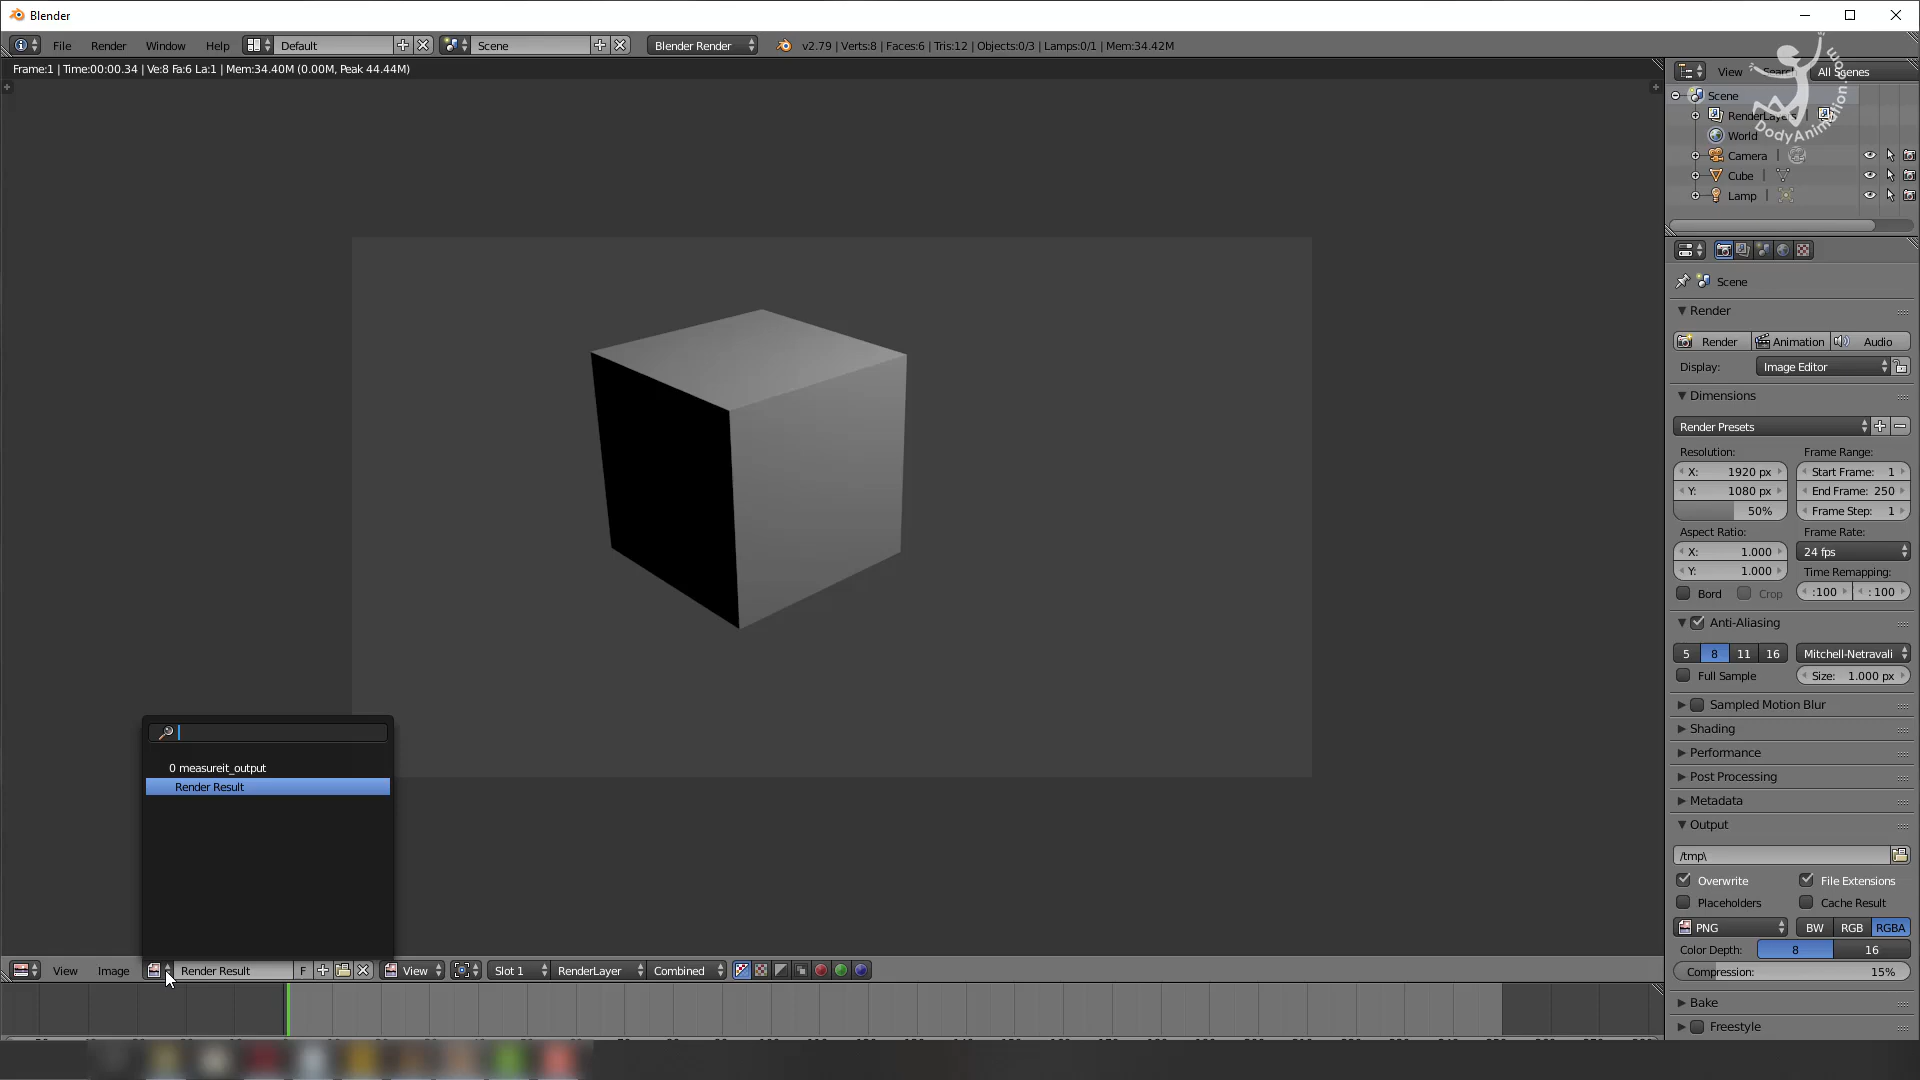 Blender
File Render Window Help Default Scene Blender Render v2.79 | Verts:8 | Faces:6 | Tris:12 | Objects:0/3 | Lamps:0/1 | Mem:34.42M
Frame:1 | Time:00:00.34 | Ve:8 Fa:6 La:1 | Mem:34.40M (0.00M, Peak 44.44M)
View Search All Scenes
Scene
RenderLayers
World
Camera
Cube
Lamp
DodyAnimation.com
Scene
Render
Render Animation Audio
Display: Image Editor
Dimensions
Render Presets
Resolution: Frame Range:
X: 1920 px Start Frame: 1
Y: 1080 px End Frame: 250
50% Frame Step: 1
Aspect Ratio: Frame Rate:
X: 1.000 24 fps
Y: 1.000 Time Remapping:
Bord Crop :100 : 100
Anti-Aliasing
5 8 11 16 Mitchell-Netravali
Full Sample Size: 1.000 px
Sampled Motion Blur
Shading
Performance
Post Processing
Metadata
Output
/tmp\
Overwrite File Extensions
Placeholders Cache Result
PNG BW RGB RGBA
Color Depth: 8 16
Compression: 15%
Bake
Freestyle
0 measureit_output
Render Result
View Image Render Result F View Slot 1 RenderLayer Combined